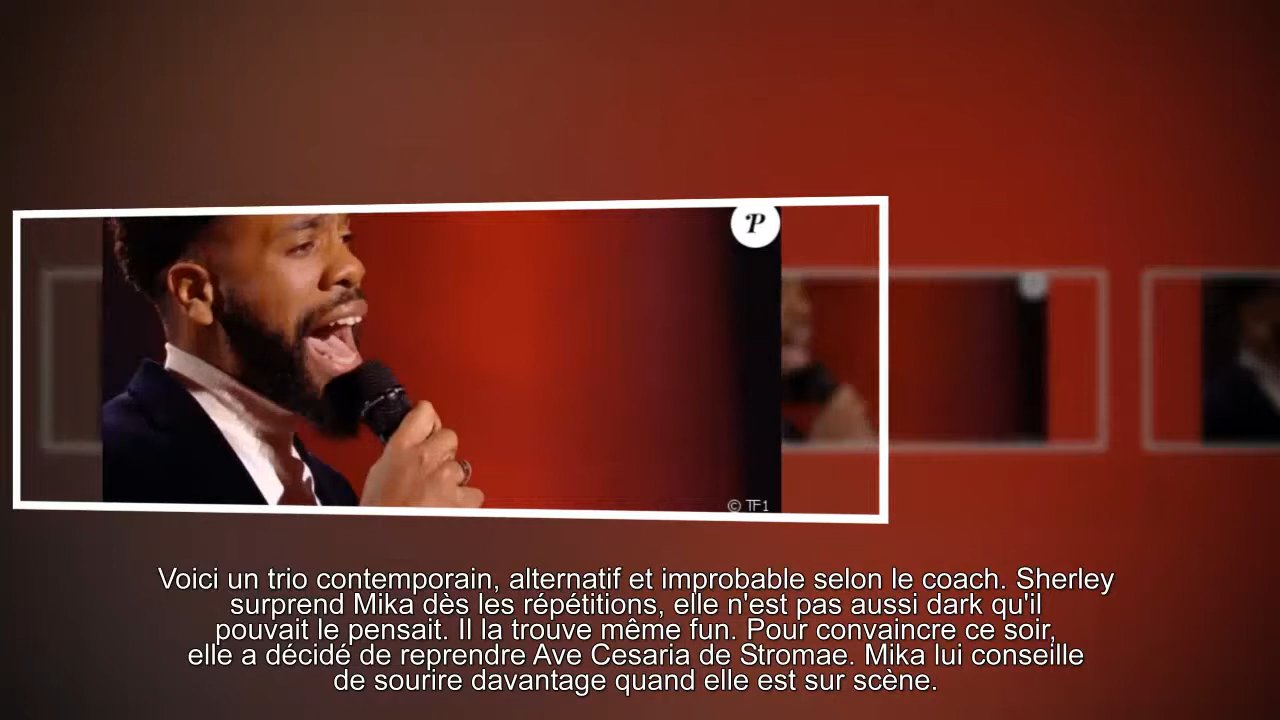 P
© TF1
Voici un trio contemporain, alternatif et improbable selon le coach. Sherley
surprend Mika dès les répétitions, elle n'est pas aussi dark qu'il
pouvait le pensait. Il la trouve même fun. Pour convaincre ce soir,
elle a décidé de reprendre Ave Cesaria de Stromae. Mika lui conseille
de sourire davantage quand elle est sur scène.